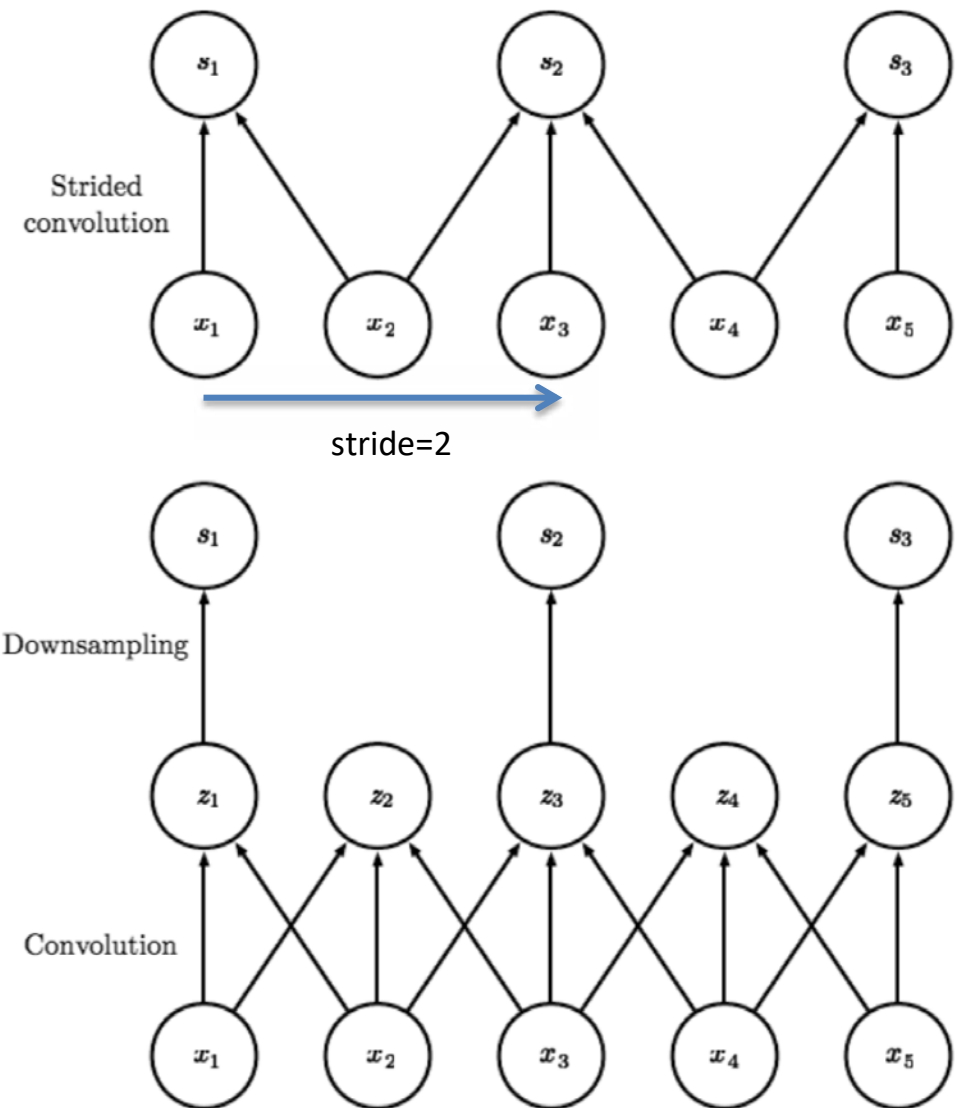 s₁ s₂ s₃
Strided
convolution
x₁ x₂ x₃ x₄ x₅
stride=2
s₁ s₂ s₃
Downsampling
z₁ z₂ z₃ z₄ z₅
Convolution
x₁ x₂ x₃ x₄ x₅